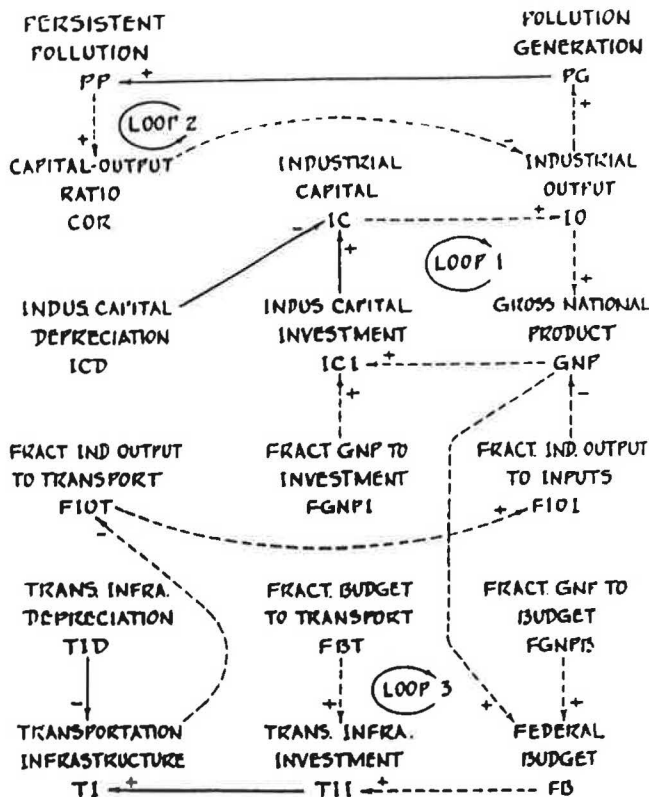 PERSISTENT
POLLUTION
PP
+
POLLUTION
GENERATION
PG
+
+
LOOP 2
-
CAPITAL-OUTPUT
RATIO
COR
INDUSTRIAL
CAPITAL
IC
-
+
INDUSTRIAL
OUTPUT
IO
+
-
LOOP 1
+
INDUS. CAPITAL
DEPRECIATION
ICD
INDUS CAPITAL
INVESTMENT
ICI
+
+
GROSS NATIONAL
PRODUCT
GNP
-
FRACT IND OUTPUT
TO TRANSPORT
FIOT
-
FRACT GNP TO
INVESTMENT
FGNPI
FRACT. IND. OUTPUT
TO INPUTS
FIOI
+
TRANS. INFRA.
DEPRECIATION
TID
-
FRACT. BUDGET
TO TRANSPORT
FBT
+
LOOP 3
FRACT. GNP TO
BUDGET
FGNPB
+
+
TRANSPORTATION
INFRASTRUCTURE
TI
+
TRANS. INFRA.
INVESTMENT
TII
+
FEDERAL
BUDGET
FB